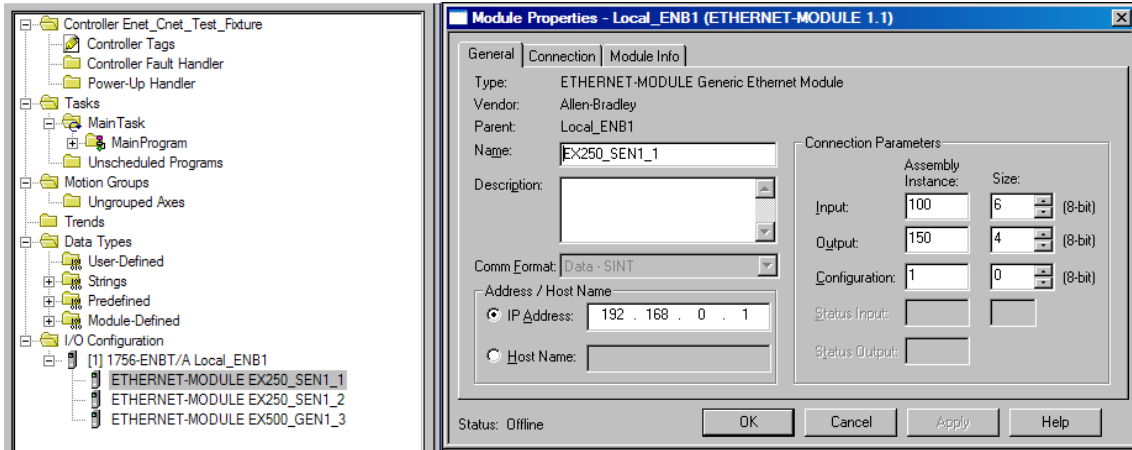 Controller Enet_Cnet_Test_Fixture
Controller Tags
Controller Fault Handler
Power-Up Handler
Tasks
MainTask
MainProgram
Unscheduled Programs
Motion Groups
Ungrouped Axes
Trends
Data Types
User-Defined
Strings
Predefined
Module-Defined
I/O Configuration
[1] 1756-ENBT/A Local_ENB1
ETHERNET-MODULE EX250_SEN1_1
ETHERNET-MODULE EX250_SEN1_2
ETHERNET-MODULE EX500_GEN1_3
Module Properties - Local_ENB1 (ETHERNET-MODULE 1.1)
General Connection Module Info
Type: ETHERNET-MODULE Generic Ethernet Module
Vendor: Allen-Bradley
Parent: Local_ENB1
Name: EX250_SEN1_1
Description:
Comm Format: Data - SINT
Address / Host Name
IP Address: 192 . 168 . 0 . 1
Host Name:
Connection Parameters
Assembly
Instance: Size:
Input: 100 6 (8-bit)
Output: 150 4 (8-bit)
Configuration: 1 0 (8-bit)
Status Input:
Status Output:
Status: Offline
OK Cancel Apply Help